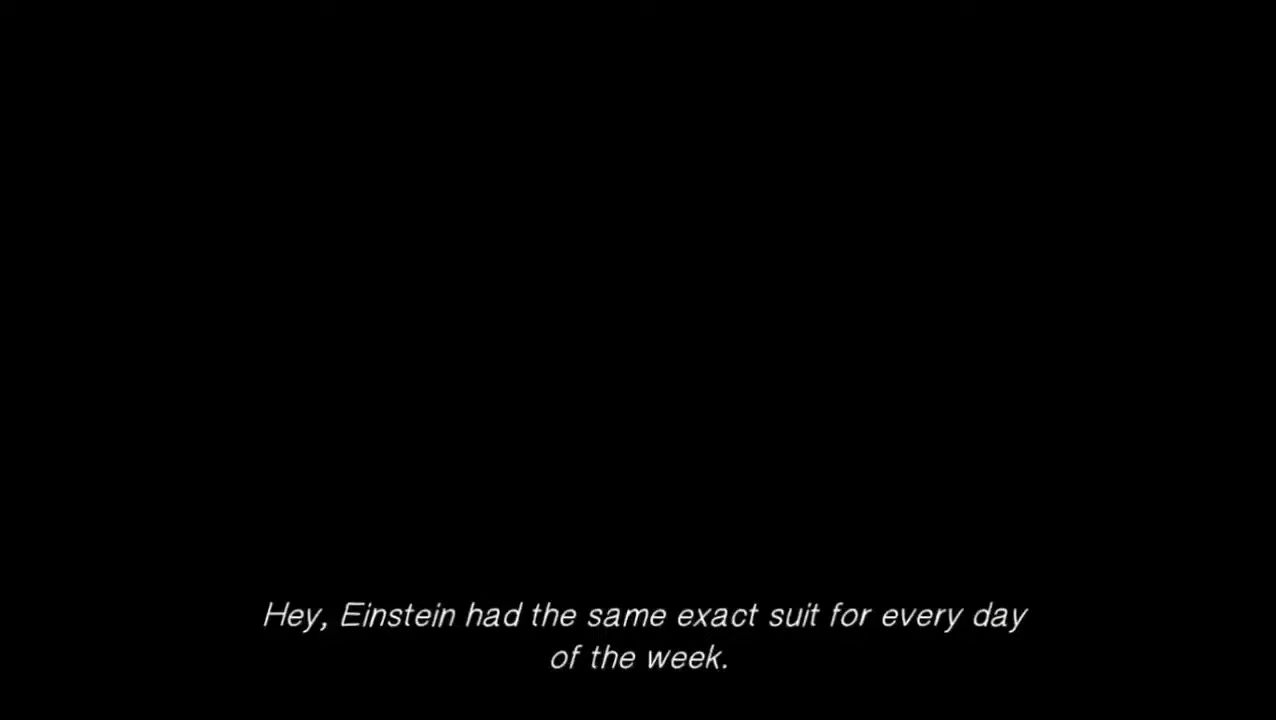 Hey, Einstein had the same exact suit for every day
of the week.